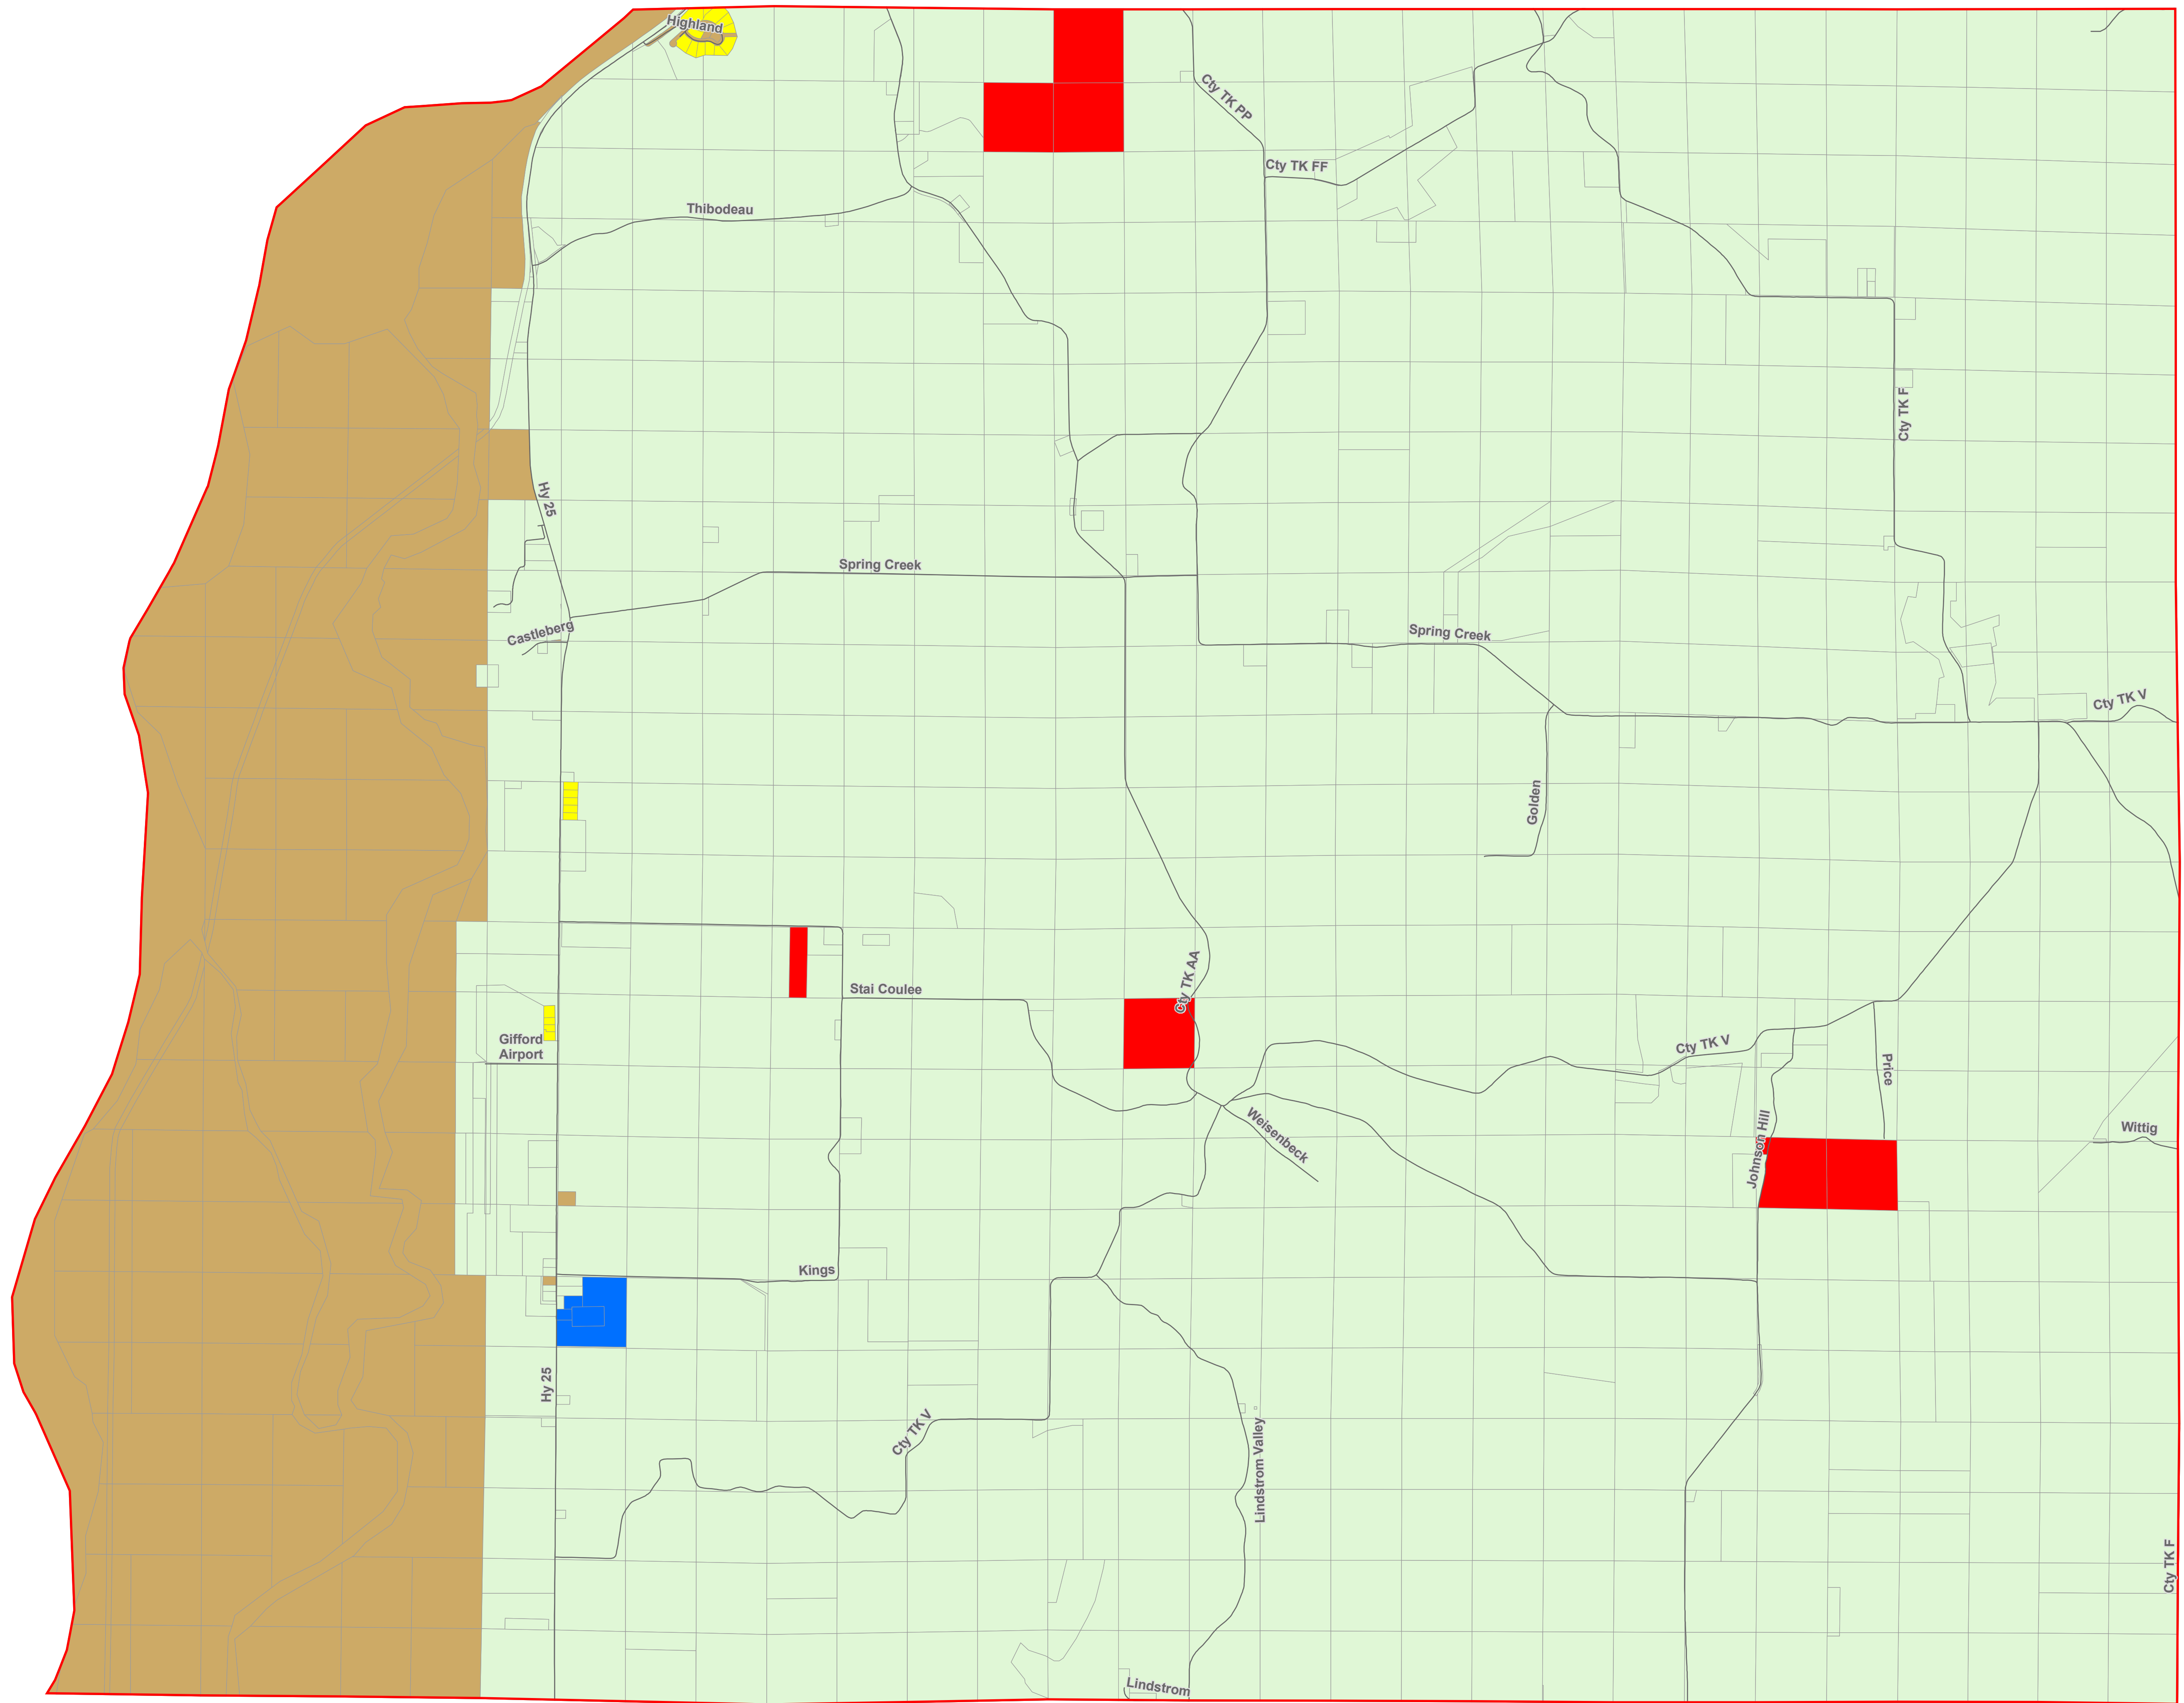 Highland
Cty TK PP
Cty TK FF
Thibodeau
Cty TK F
Hy 25
Spring Creek
Castleberg
Spring Creek
Cty TK V
Golden
Cty TK AA
Stai Coulee
Gifford
Airport
Cty TK V
Price
Weisenbeck
Johnson Hill
Wittig
Kings
Hy 25
Cty TK V
Lindstrom Valley
Cty TK F
Lindstrom